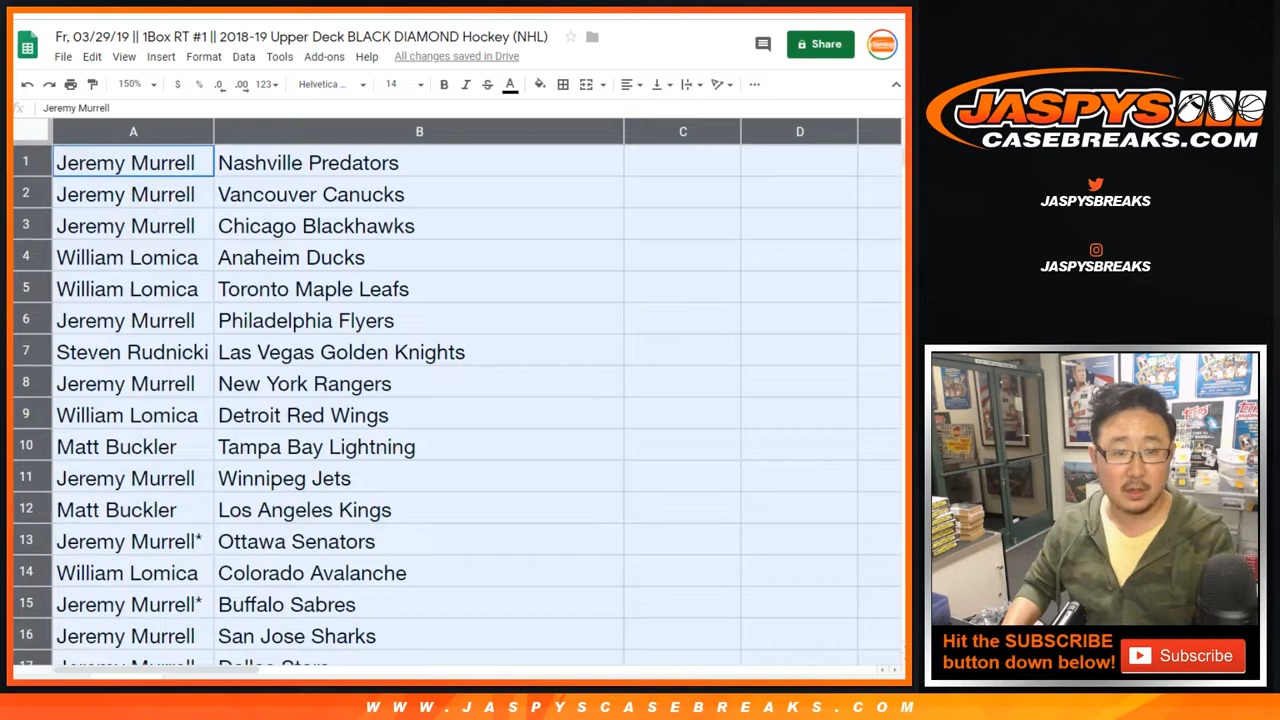 Fr, 03/29/19 || 1Box RT #1 || 2018-19 Upper Deck BLACK DIAMOND Hockey (NHL)
File Edit View Insert Format Data Tools Add-ons Help All changes saved in Drive
Share
150% $ % .0 .00 123 Helvetica ... 14 B I S A
fx Jeremy Murrell
A B C D
1 Jeremy Murrell Nashville Predators
2 Jeremy Murrell Vancouver Canucks
3 Jeremy Murrell Chicago Blackhawks
4 William Lomica Anaheim Ducks
5 William Lomica Toronto Maple Leafs
6 Jeremy Murrell Philadelphia Flyers
7 Steven Rudnicki Las Vegas Golden Knights
8 Jeremy Murrell New York Rangers
9 William Lomica Detroit Red Wings
10 Matt Buckler Tampa Bay Lightning
11 Jeremy Murrell Winnipeg Jets
12 Matt Buckler Los Angeles Kings
13 Jeremy Murrell* Ottawa Senators
14 William Lomica Colorado Avalanche
15 Jeremy Murrell* Buffalo Sabres
16 Jeremy Murrell San Jose Sharks
17 Jeremy Murrell Dallas Stars
JASPYS
CASEBREAKS.COM
JASPYSBREAKS
JASPYSBREAKS
Hit the SUBSCRIBE
button down below!
Subscribe
WWW.JASPYSCASEBREAKS.COM